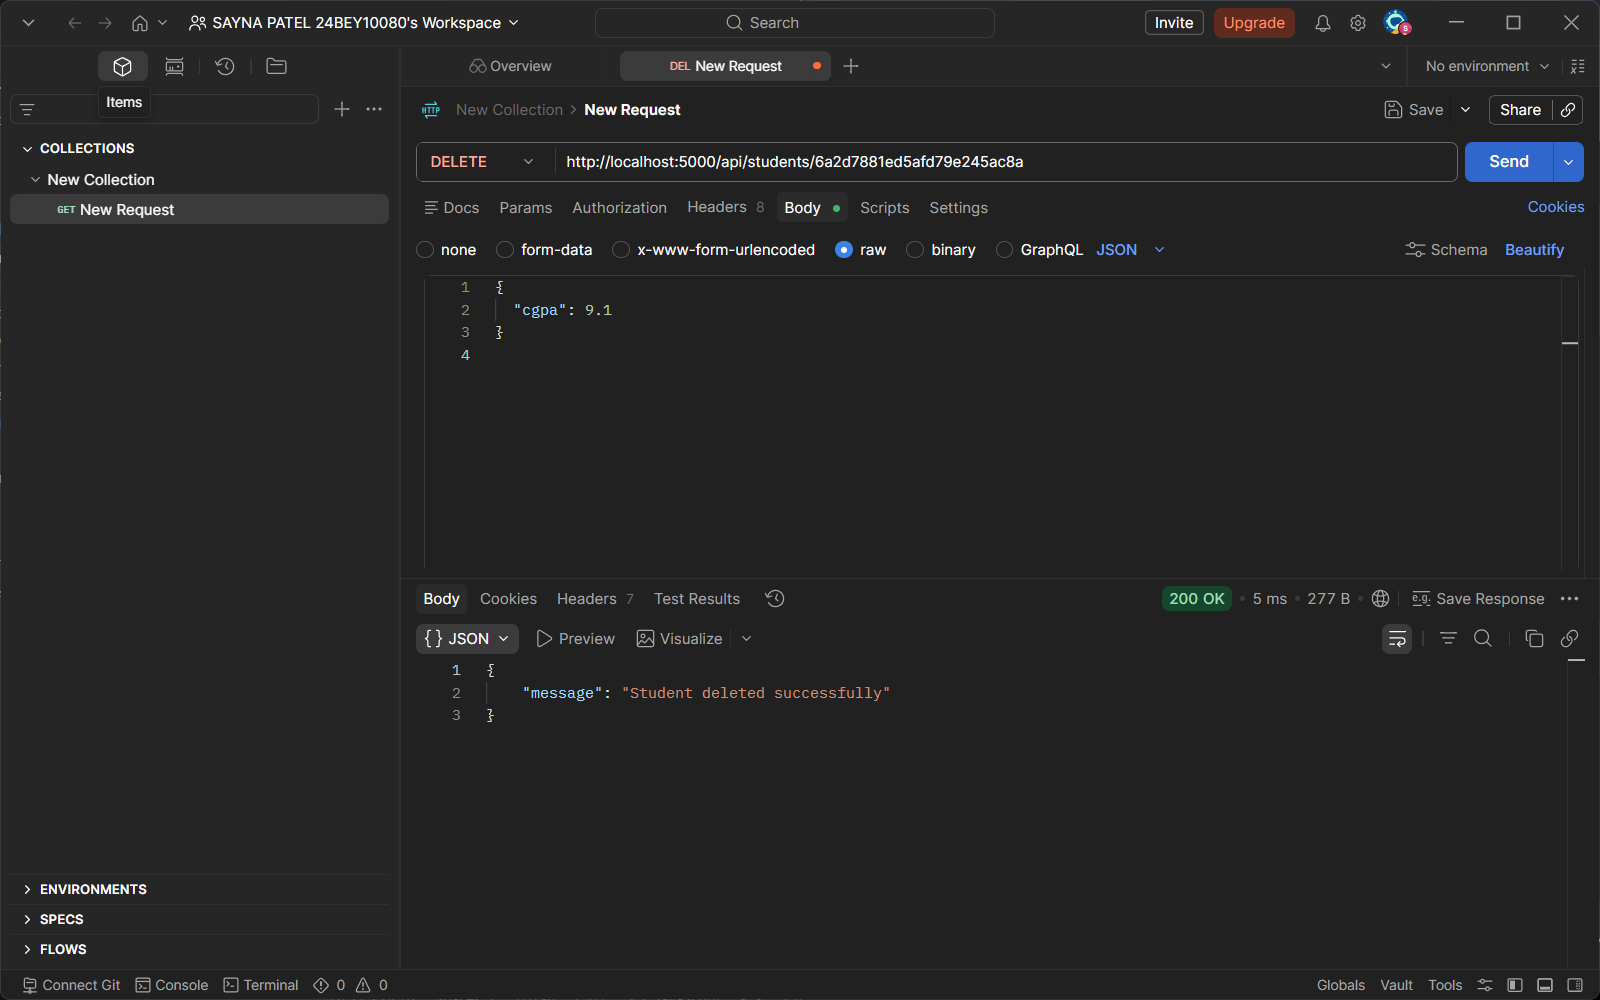 SAYNA PATEL 24BEY10080's Workspace
Search
Invite
Upgrade
Items
Overview
DEL New Request
No environment
New Collection > New Request
Save
Share
COLLECTIONS
New Collection
GET New Request
DELETE
http://localhost:5000/api/students/6a2d7881ed5afd79e245ac8a
Send
Docs
Params
Authorization
Headers 8
Body
Scripts
Settings
Cookies
none
form-data
x-www-form-urlencoded
raw
binary
GraphQL
JSON
Schema
Beautify
1 {
2 "cgpa": 9.1
3 }
4
Body
Cookies
Headers 7
Test Results
200 OK
5 ms
277 B
e.g. Save Response
{} JSON
Preview
Visualize
1 {
2 "message": "Student deleted successfully"
3 }
ENVIRONMENTS
SPECS
FLOWS
Connect Git
Console
Terminal
0
0
Globals
Vault
Tools